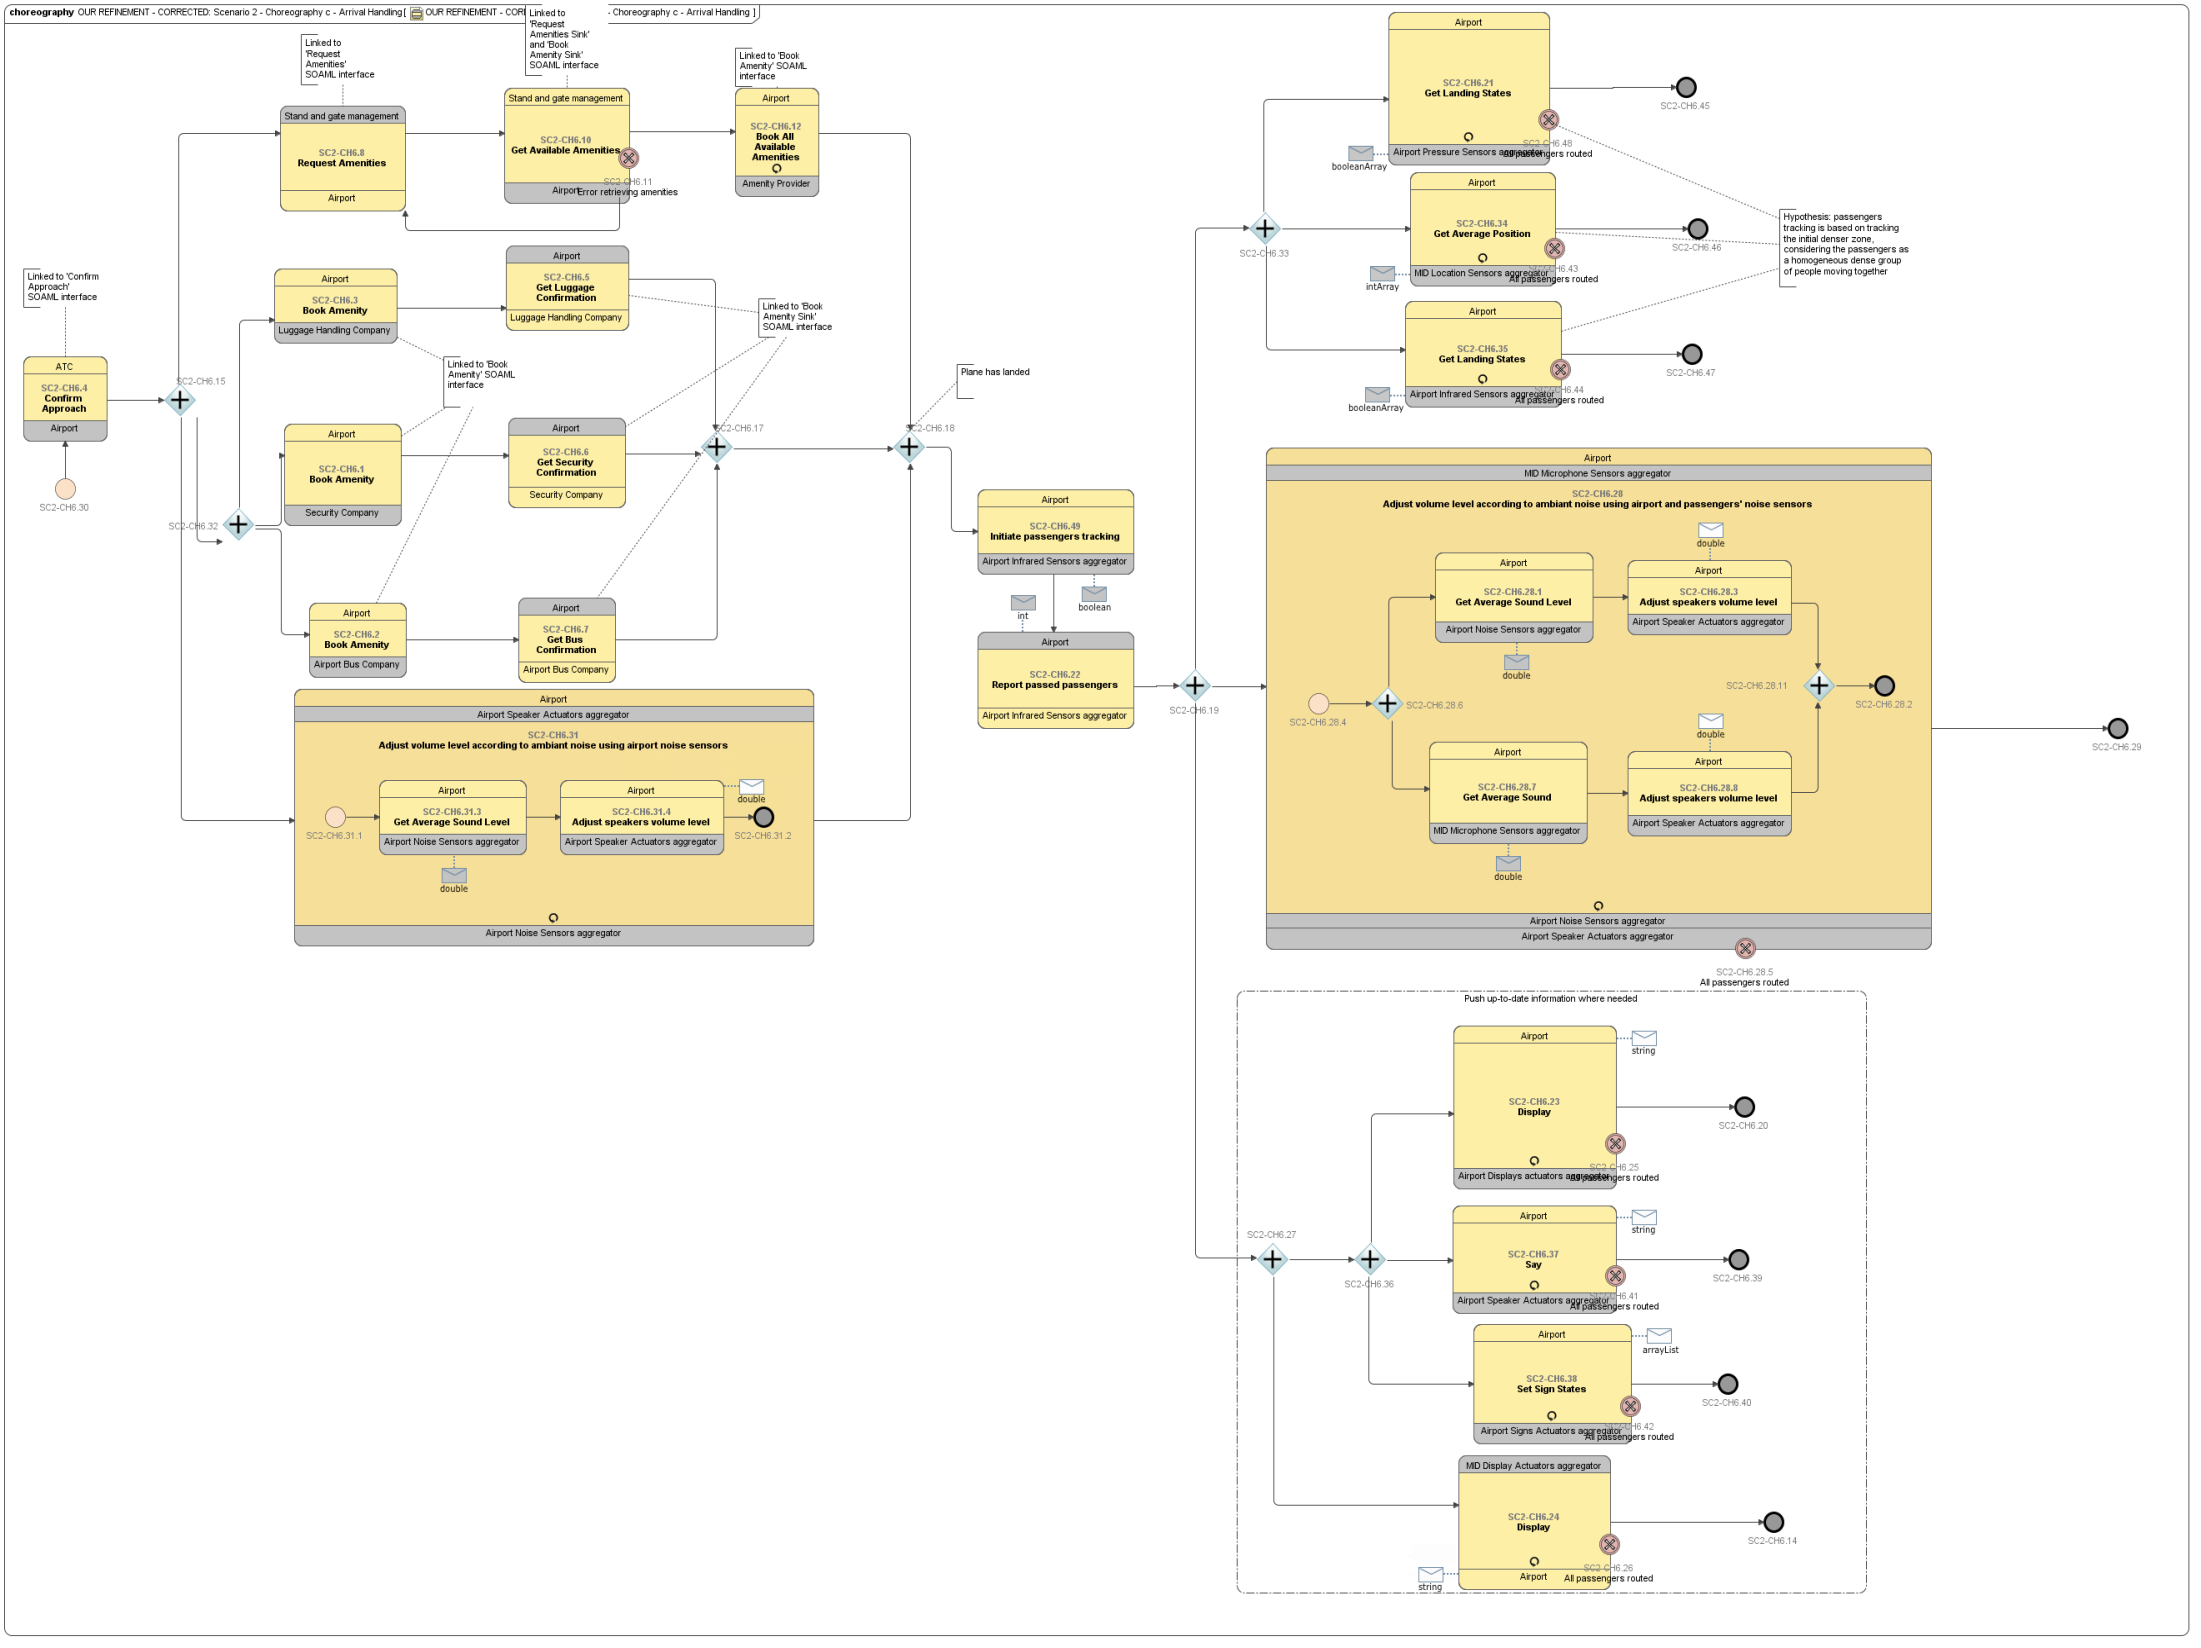 choreography OUR REFINEMENT - CORRECTED: Scenario 2 - Choreography c - Arrival Handling [ OUR REFINEMENT - CORR - Choreography c - Arrival Handling ]
Linked to
'Request
Amenities'
SOAML interface
Linked to
'Request
Amenities Sink'
and 'Book
Amenity Sink'
SOAML interface
Linked to 'Book
Amenity' SOAML
interface
Stand and gate management
SC2-CH6.8
Request Amenities
Airport
Stand and gate management
SC2-CH6.10
Get Available Amenities
Airport
SC2-CH6.11
Error retrieving amenities
Airport
SC2-CH6.12
Book All
Available
Amenities
Amenity Provider
Linked to 'Confirm
Approach'
SOAML interface
ATC
SC2-CH6.4
Confirm
Approach
Airport
SC2-CH6.30
SC2-CH6.15
Airport
SC2-CH6.3
Book Amenity
Luggage Handling Company
Airport
SC2-CH6.5
Get Luggage
Confirmation
Luggage Handling Company
Linked to 'Book
Amenity Sink'
SOAML interface
Linked to 'Book
Amenity' SOAML
interface
Airport
SC2-CH6.1
Book Amenity
Security Company
Airport
SC2-CH6.6
Get Security
Confirmation
Security Company
SC2-CH6.17
SC2-CH6.18
Plane has landed
SC2-CH6.32
Airport
SC2-CH6.2
Book Amenity
Airport Bus Company
Airport
SC2-CH6.7
Get Bus
Confirmation
Airport Bus Company
Airport
Airport Speaker Actuators aggregator
SC2-CH6.31
Adjust volume level according to ambiant noise using airport noise sensors
SC2-CH6.31.1
Airport
SC2-CH6.31.3
Get Average Sound Level
Airport Noise Sensors aggregator
double
Airport
SC2-CH6.31.4
Adjust speakers volume level
Airport Speaker Actuators aggregator
double
SC2-CH6.31.2
Airport Noise Sensors aggregator
Airport
SC2-CH6.49
Initiate passengers tracking
Airport Infrared Sensors aggregator
boolean
int
Airport
SC2-CH6.22
Report passed passengers
Airport Infrared Sensors aggregator
SC2-CH6.19
SC2-CH6.33
Airport
SC2-CH6.21
Get Landing States
Airport Pressure Sensors aggregator
booleanArray
SC2-CH6.48
All passengers routed
SC2-CH6.45
Airport
SC2-CH6.34
Get Average Position
MID Location Sensors aggregator
intArray
SC2-CH6.43
All passengers routed
SC2-CH6.46
Airport
SC2-CH6.35
Get Landing States
Airport Infrared Sensors aggregator
booleanArray
SC2-CH6.44
All passengers routed
SC2-CH6.47
Hypothesis: passengers
tracking is based on tracking
the initial denser zone,
considering the passengers as
a homogeneous dense group
of people moving together
Airport
MID Microphone Sensors aggregator
SC2-CH6.28
Adjust volume level according to ambiant noise using airport and passengers' noise sensors
SC2-CH6.28.4
SC2-CH6.28.6
Airport
SC2-CH6.28.1
Get Average Sound Level
Airport Noise Sensors aggregator
double
double
Airport
SC2-CH6.28.3
Adjust speakers volume level
Airport Speaker Actuators aggregator
Airport
SC2-CH6.28.7
Get Average Sound
MID Microphone Sensors aggregator
double
double
Airport
SC2-CH6.28.8
Adjust speakers volume level
Airport Speaker Actuators aggregator
SC2-CH6.28.11
SC2-CH6.28.2
Airport Noise Sensors aggregator
Airport Speaker Actuators aggregator
SC2-CH6.28.5
All passengers routed
SC2-CH6.29
Push up-to-date information where needed
SC2-CH6.27
SC2-CH6.36
Airport
SC2-CH6.23
Display
Airport Displays actuators aggregator
string
SC2-CH6.25
All passengers routed
SC2-CH6.20
Airport
SC2-CH6.37
Say
Airport Speaker Actuators aggregator
string
SC2-CH6.41
All passengers routed
SC2-CH6.39
Airport
SC2-CH6.38
Set Sign States
Airport Signs Actuators aggregator
arrayList
SC2-CH6.42
All passengers routed
SC2-CH6.40
MID Display Actuators aggregator
SC2-CH6.24
Display
Airport
string
SC2-CH6.26
All passengers routed
SC2-CH6.14